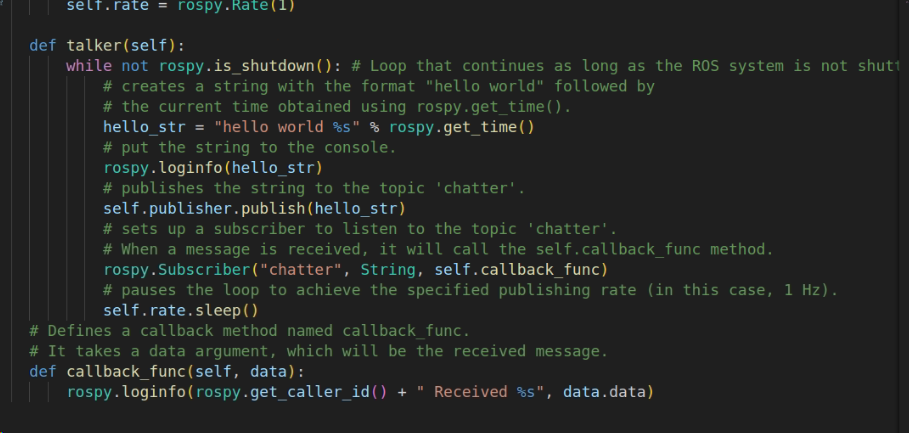 self.rate = rospy.Rate(1)
def talker(self):
while not rospy.is_shutdown(): # Loop that continues as long as the ROS system is not shutt
# creates a string with the format "hello world" followed by
# the current time obtained using rospy.get_time().
hello_str = "hello world %s" % rospy.get_time()
# put the string to the console.
rospy.loginfo(hello_str)
# publishes the string to the topic 'chatter'.
self.publisher.publish(hello_str)
# sets up a subscriber to listen to the topic 'chatter'.
# When a message is received, it will call the self.callback_func method.
rospy.Subscriber("chatter", String, self.callback_func)
# pauses the loop to achieve the specified publishing rate (in this case, 1 Hz).
self.rate.sleep()
# Defines a callback method named callback_func.
# It takes a data argument, which will be the received message.
def callback_func(self, data):
rospy.loginfo(rospy.get_caller_id() + " Received %s", data.data)